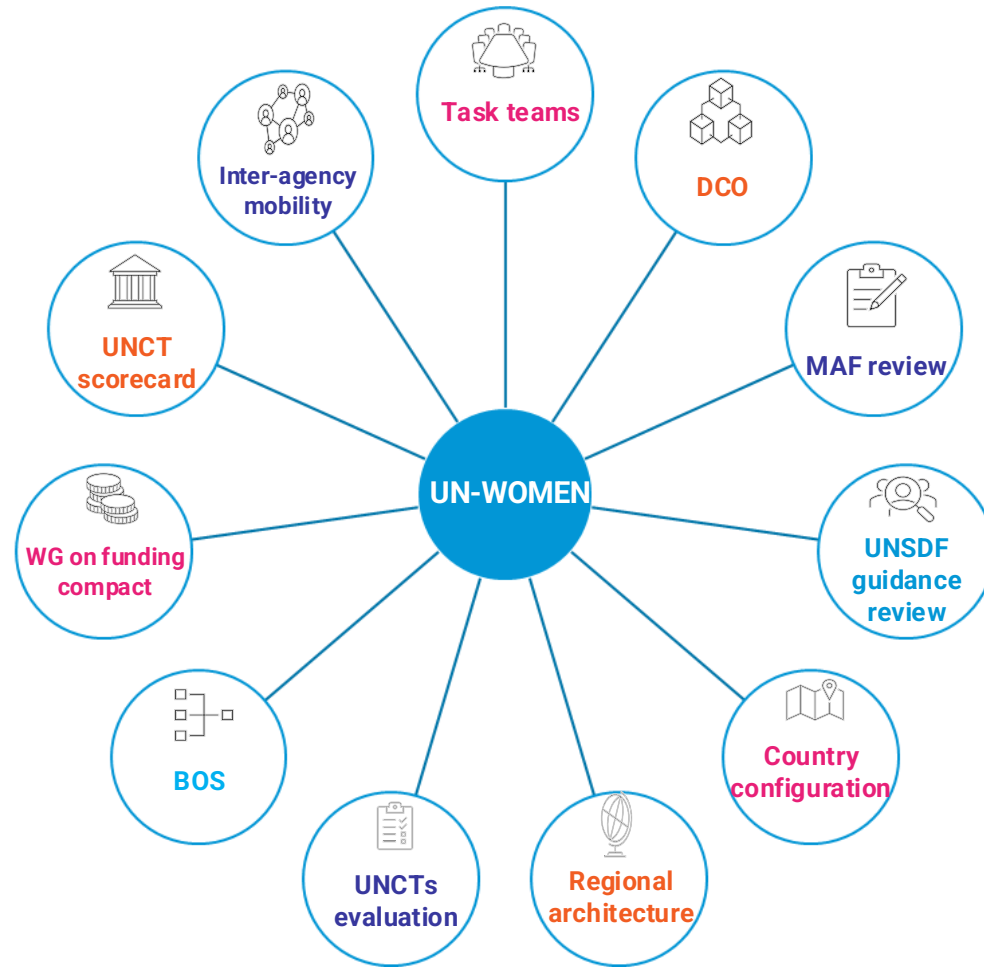 Task teams
DCO
MAF review
UNSDF
guidance
review
Country
configuration
Regional
architecture
UNCTs
evaluation
BOS
WG on funding
compact
UNCT
scorecard
Inter-agency
mobility
UN-WOMEN